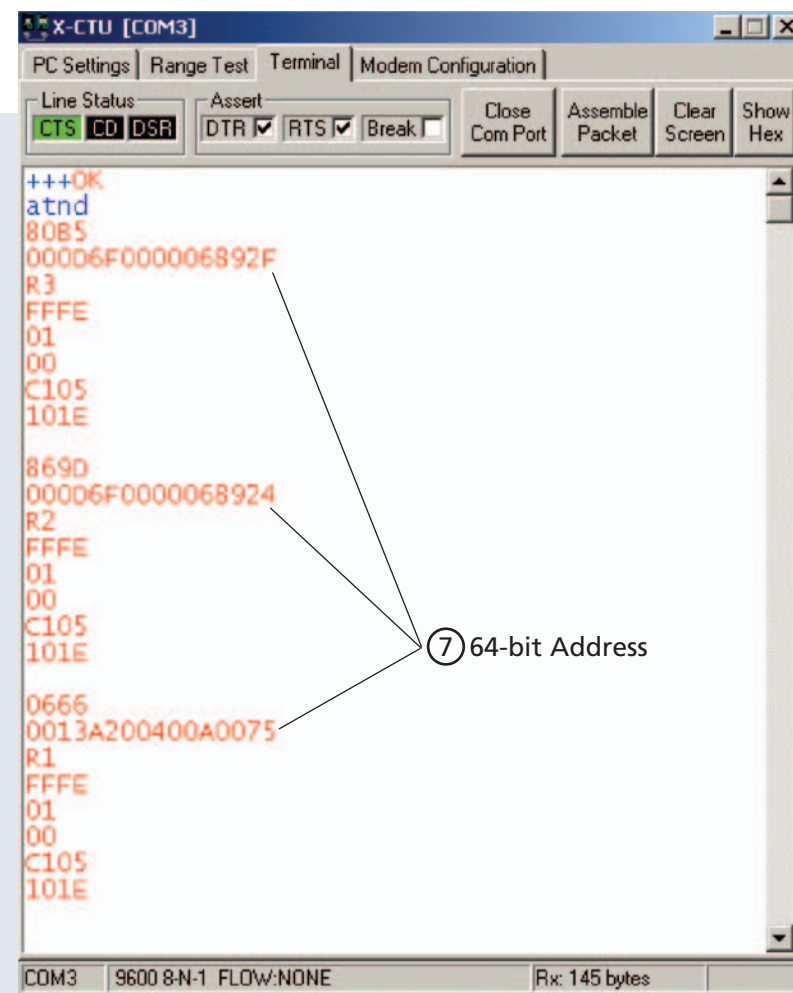 X-CTU [COM3]
PC Settings Range Test Terminal Modem Configuration
Line Status Assert
CTS CD DSR DTR RTS Break Close Com Port Assemble Packet Clear Screen Show Hex
+++OK
atnd
80B5
000D6F000006892F
R3
FFFE
01
00
C105
101E
869D
000D6F0000068924
R2
FFFE
01
00
C105
101E
7 64-bit Address
0666
0013A200400A0075
R1
FFFE
01
00
C105
101E
COM3 9600 8-N-1 FLOW:NONE Rx: 145 bytes